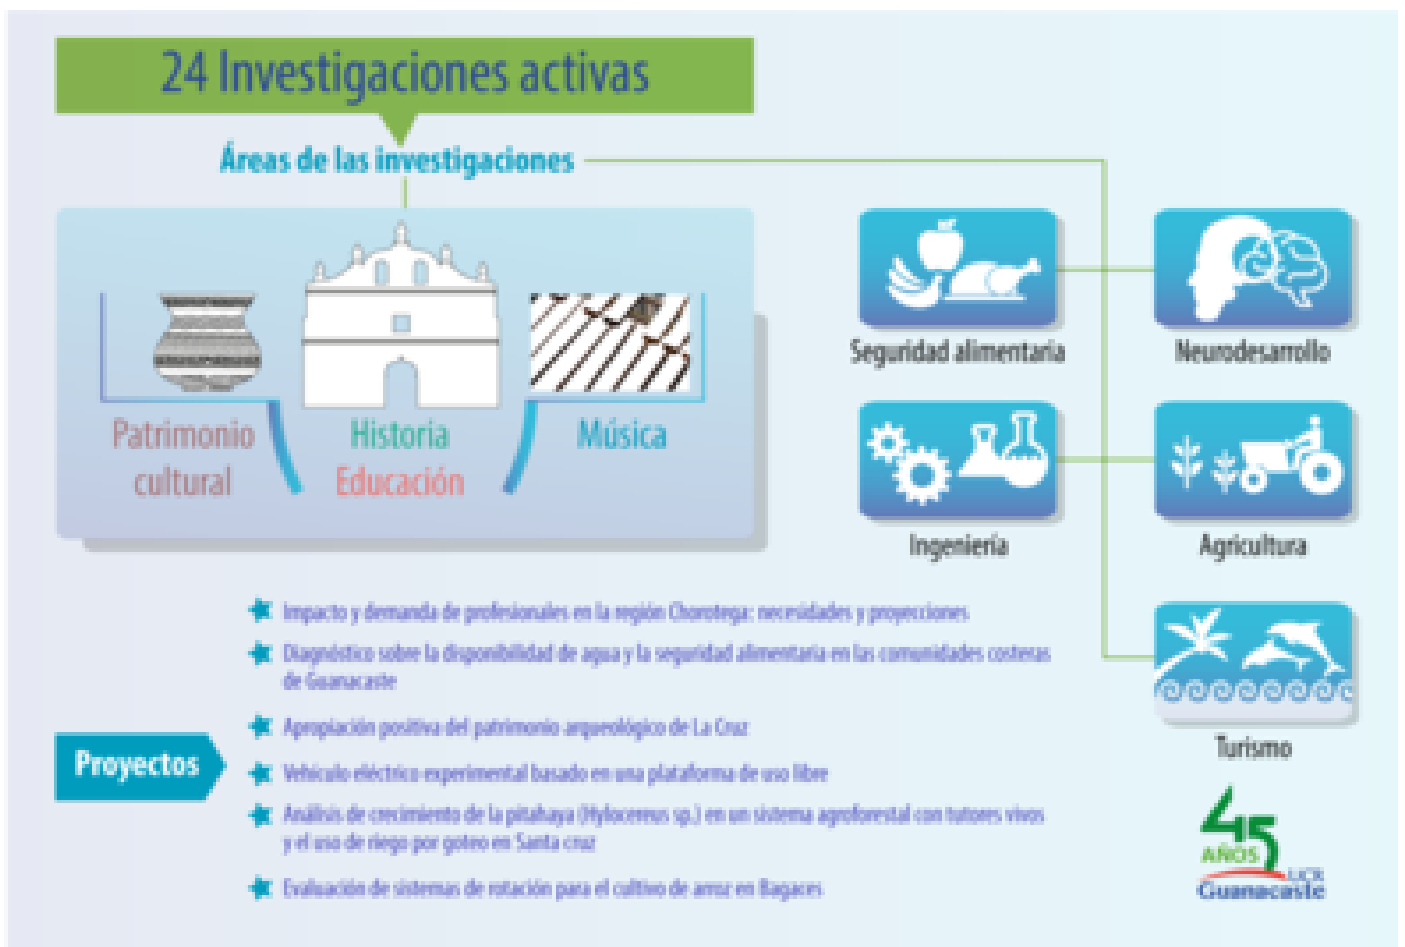 24 Investigaciones activas
Áreas de las investigaciones
Patrimonio
cultural
Historia
Educación
Música
Seguridad alimentaria
Neurodesarrollo
Ingeniería
Agricultura
Turismo
Proyectos
Impacto y demanda de profesionales en la región Chorotega: necesidades y proyecciones
Diagnóstico sobre la disponibilidad de agua y la seguridad alimentaria en las comunidades costeras
de Guanacaste
Apropiación positiva del patrimonio arqueológico de La Cruz
Vehículo eléctrico experimental basado en una plataforma de uso libre
Análisis de crecimiento de la pitahaya (Hylocereus sp.) en un sistema agroforestal con tutores vivos
y el uso de riego por goteo en Santa cruz
Evaluación de sistemas de rotación para el cultivo de arroz en Bagaces
45
AÑOS
UCR
Guanacaste